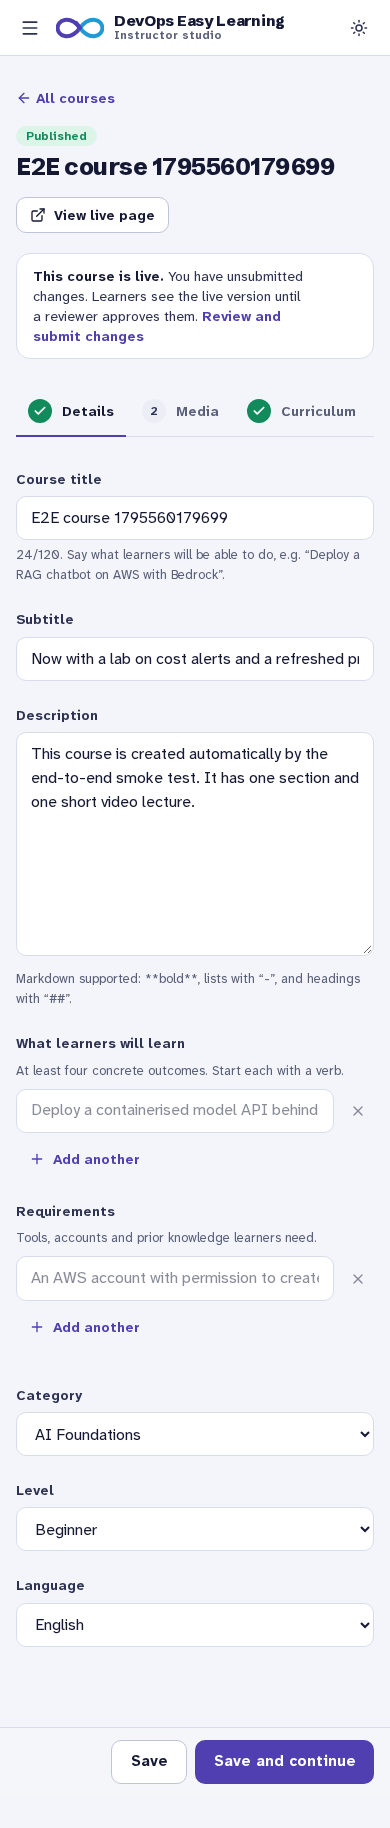 DevOps Easy Learning
Instructor studio
All courses
Published
E2E course 1795560179699
View live page
This course is live. You have unsubmitted
changes. Learners see the live version until
a reviewer approves them. Review and
submit changes
Details
2 Media
Curriculum
Course title
E2E course 1795560179699
24/120. Say what learners will be able to do, e.g. “Deploy a
RAG chatbot on AWS with Bedrock”.
Subtitle
Now with a lab on cost alerts and a refreshed pr
Description
This course is created automatically by the
end-to-end smoke test. It has one section and
one short video lecture.
Markdown supported: **bold**, lists with “-”, and headings
with “##”.
What learners will learn
At least four concrete outcomes. Start each with a verb.
Deploy a containerised model API behind
Add another
Requirements
Tools, accounts and prior knowledge learners need.
An AWS account with permission to create
Add another
Category
AI Foundations
Level
Beginner
Language
English
Save
Save and continue